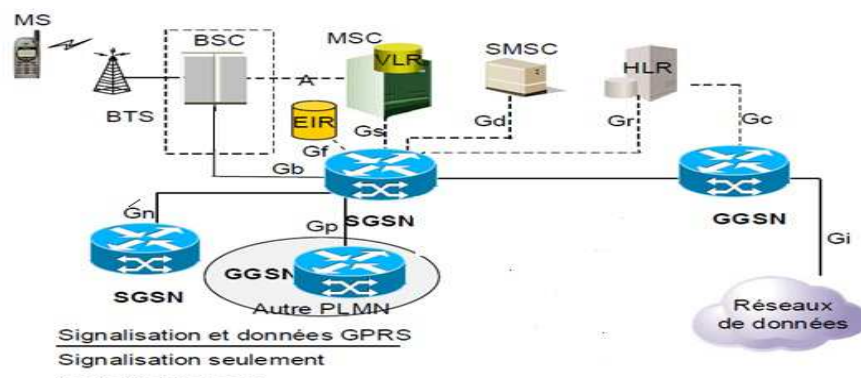 MS
BSC
MSC
VLR
SMSC
HLR
A
BTS
EIR
Gs
Gd
Gr
Gc
Gf
Gb
Gn
Gp
SGSN
GGSN
Gi
SGSN
GGSN
Autre PLMN
Réseaux
de données
Signalisation et données GPRS
Signalisation seulement